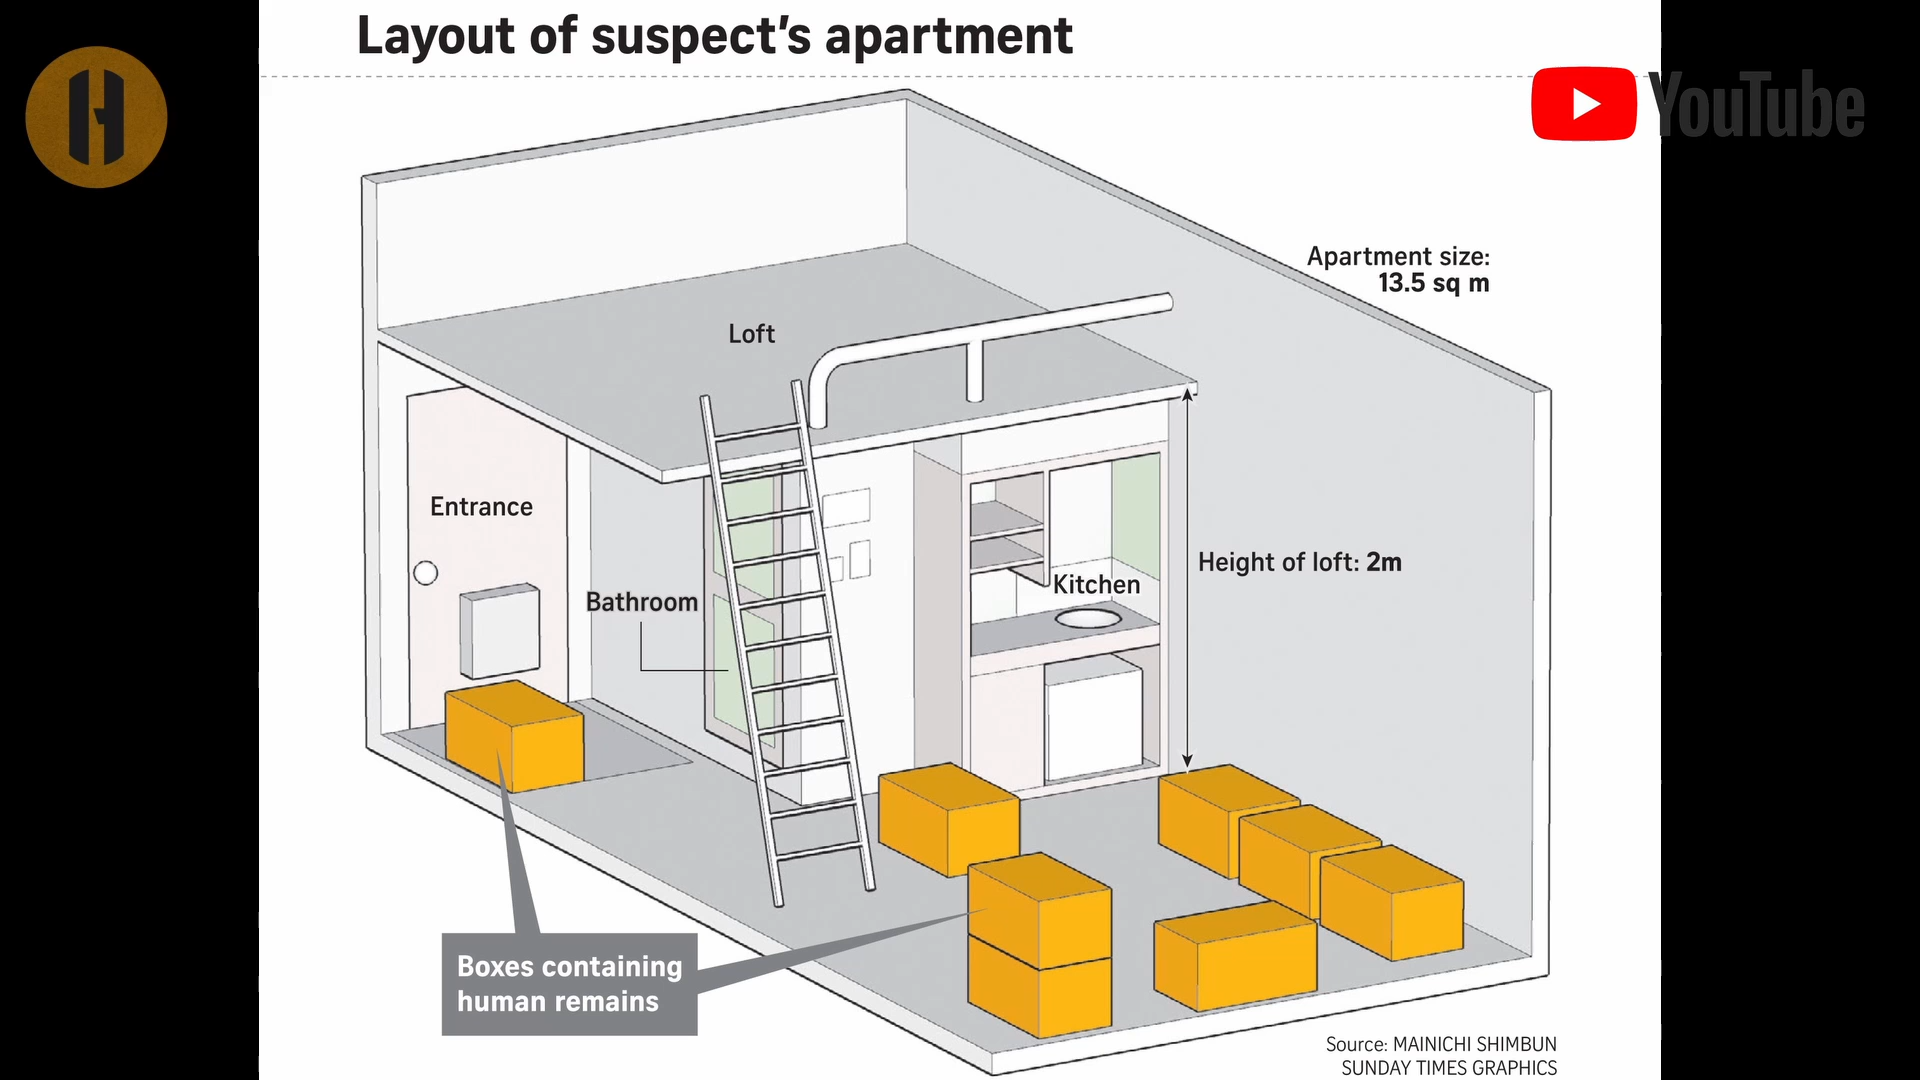 Layout of suspect's apartment
YouTube
Apartment size:
13.5 sq m
Loft
Entrance
Height of loft: 2m
Kitchen
Bathroom
Boxes containing
human remains
Source: MAINICHI SHIMBUN
SUNDAY TIMES GRAPHICS